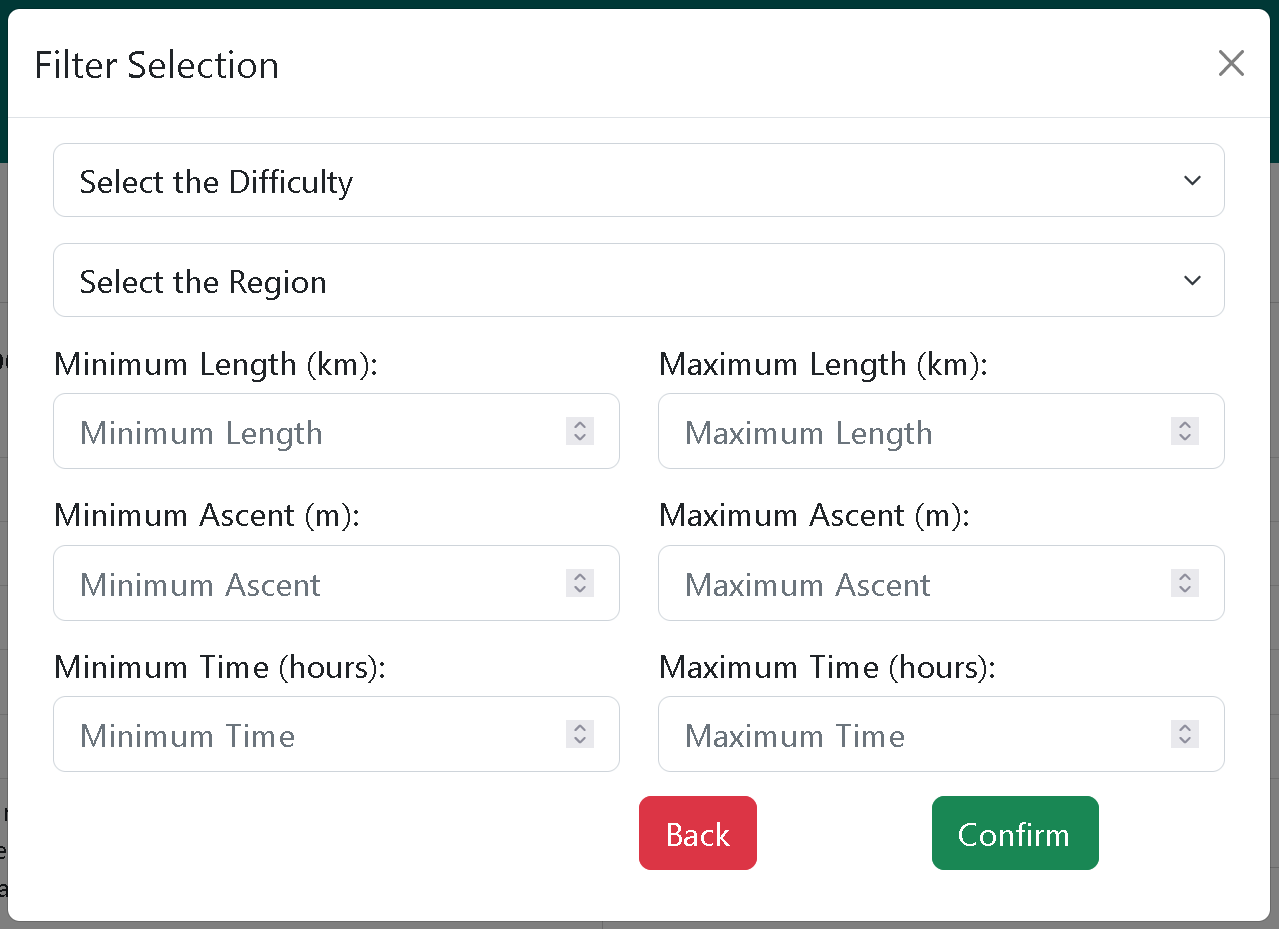 Filter Selection
Select the Difficulty
Select the Region
Minimum Length (km):
Maximum Length (km):
Minimum Length
Maximum Length
Minimum Ascent (m):
Maximum Ascent (m):
Minimum Ascent
Maximum Ascent
Minimum Time (hours):
Maximum Time (hours):
Minimum Time
Maximum Time
Back
Confirm